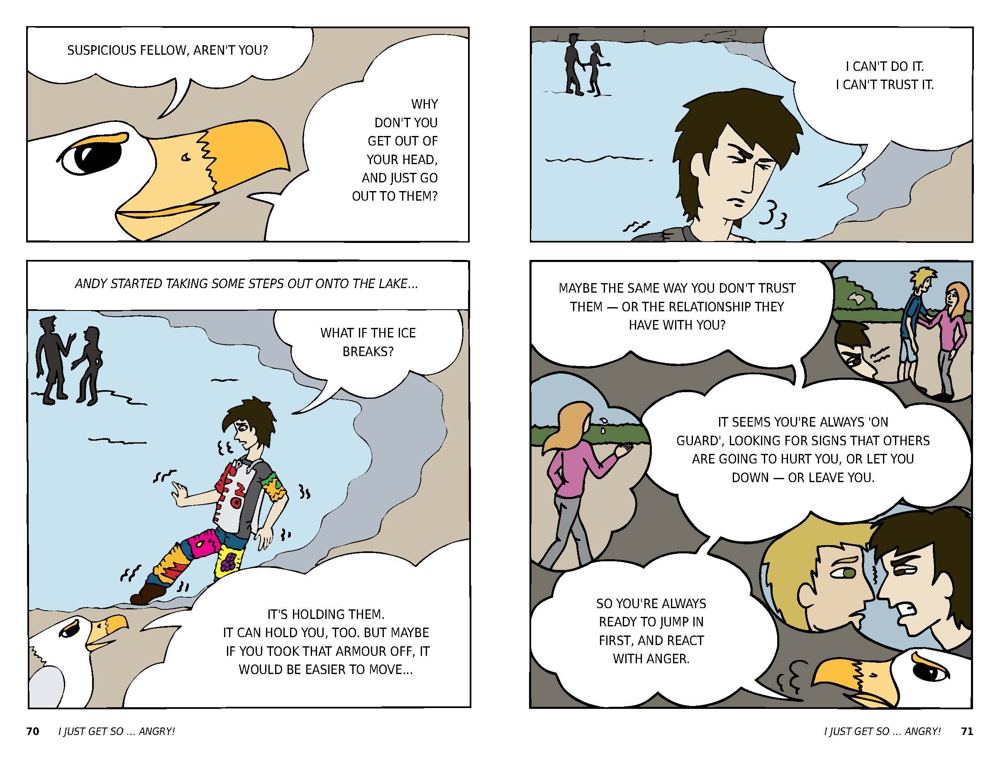 SUSPICIOUS FELLOW, AREN'T YOU?
WHY
DON'T YOU
GET OUT OF
YOUR HEAD,
AND JUST GO
OUT TO THEM?
ANDY STARTED TAKING SOME STEPS OUT ONTO THE LAKE...
WHAT IF THE ICE
BREAKS?
IT'S HOLDING THEM.
IT CAN HOLD YOU, TOO. BUT MAYBE
IF YOU TOOK THAT ARMOUR OFF, IT
WOULD BE EASIER TO MOVE...
70 I JUST GET SO ... ANGRY!
I CAN'T DO IT.
I CAN'T TRUST IT.
MAYBE THE SAME WAY YOU DON'T TRUST
THEM — OR THE RELATIONSHIP THEY
HAVE WITH YOU?
IT SEEMS YOU'RE ALWAYS 'ON
GUARD', LOOKING FOR SIGNS THAT OTHERS
ARE GOING TO HURT YOU, OR LET YOU
DOWN — OR LEAVE YOU.
SO YOU'RE ALWAYS
READY TO JUMP IN
FIRST, AND REACT
WITH ANGER.
I JUST GET SO ... ANGRY! 71